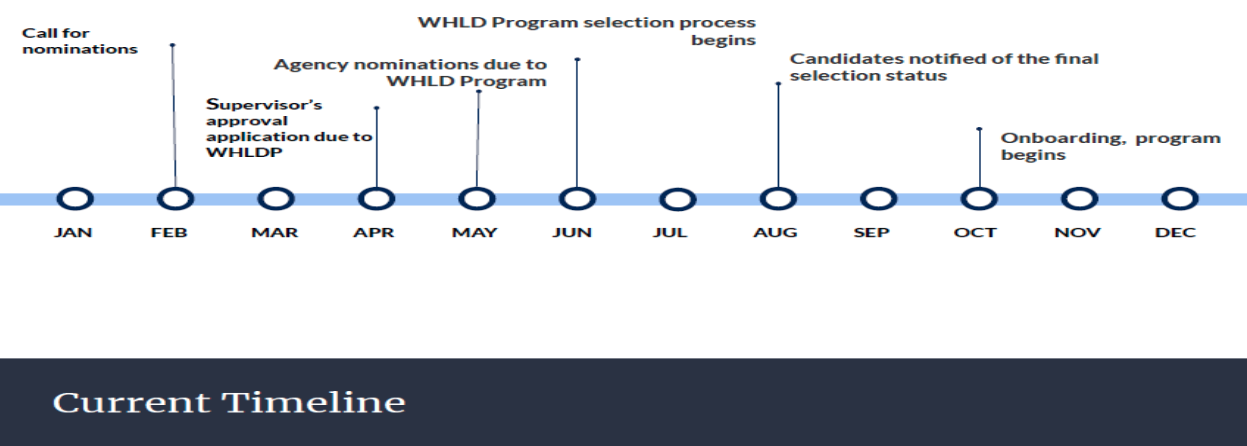 Call for
nominations
Supervisor's
approval
application due to
WHLDP
Agency nominations due to
WHLD Program
WHLD Program selection process
begins
Candidates notified of the final
selection status
Onboarding, program
begins
JAN FEB MAR APR MAY JUN JUL AUG SEP OCT NOV DEC
Current Timeline